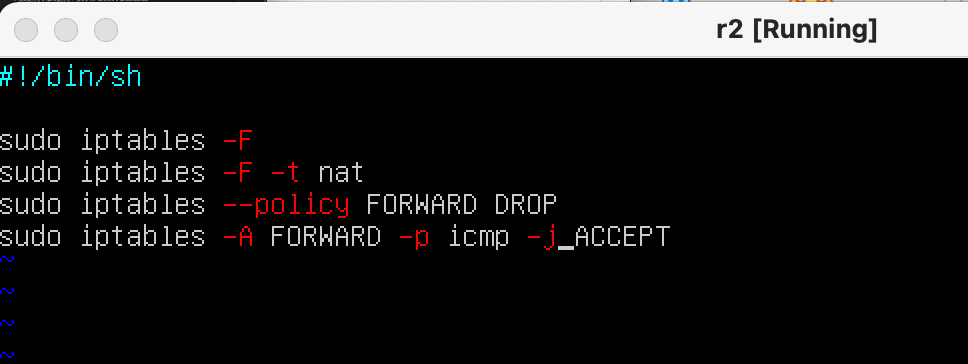 r2 [Running]
#!/bin/sh
sudo iptables -F
sudo iptables -F -t nat
sudo iptables --policy FORWARD DROP
sudo iptables -A FORWARD -p icmp -j ACCEPT
~
~
~
~